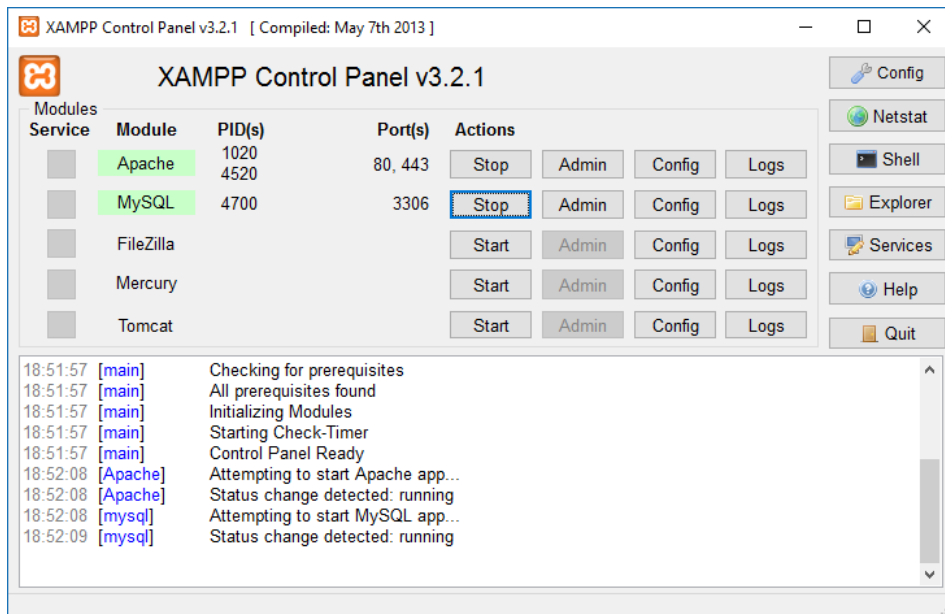 XAMPP Control Panel v3.2.1 [ Compiled: May 7th 2013 ]
XAMPP Control Panel v3.2.1
Config
Modules
Service Module PID(s) Port(s) Actions
Netstat
Apache 1020 4520 80, 443 Stop Admin Config Logs
Shell
MySQL 4700 3306 Stop Admin Config Logs
Explorer
FileZilla Start Admin Config Logs
Services
Mercury Start Admin Config Logs
Help
Tomcat Start Admin Config Logs
Quit
18:51:57 [main] Checking for prerequisites
18:51:57 [main] All prerequisites found
18:51:57 [main] Initializing Modules
18:51:57 [main] Starting Check-Timer
18:51:57 [main] Control Panel Ready
18:52:08 [Apache] Attempting to start Apache app...
18:52:08 [Apache] Status change detected: running
18:52:08 [mysql] Attempting to start MySQL app...
18:52:09 [mysql] Status change detected: running